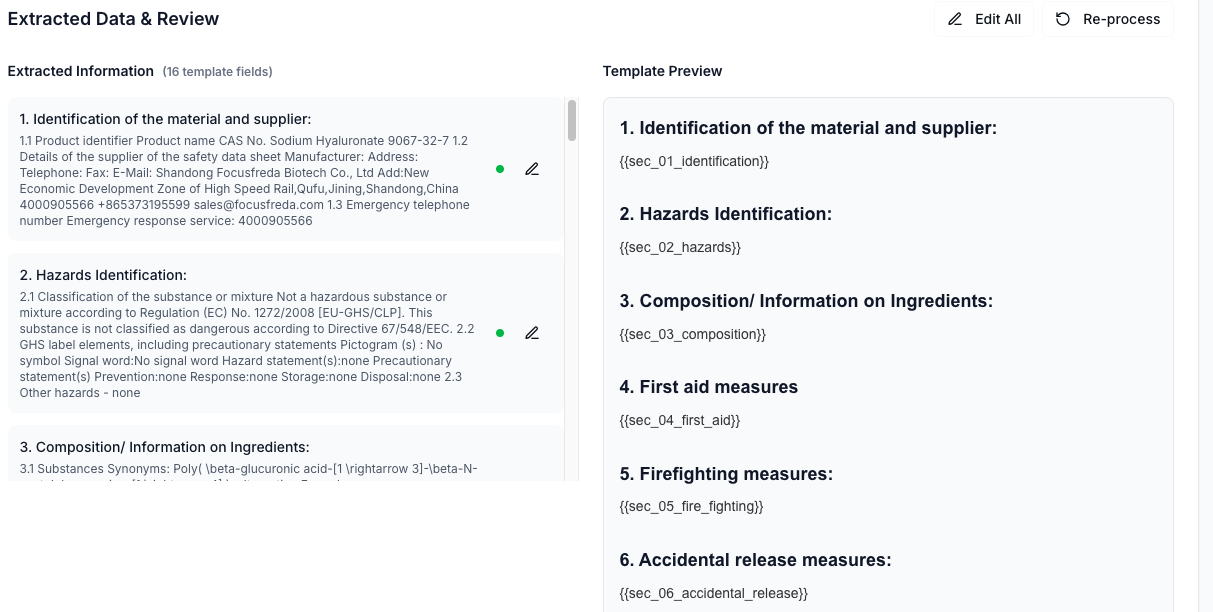 Extracted Data & Review
Edit All
Re-process
Extracted Information (16 template fields)
1. Identification of the material and supplier:
1.1 Product identifier Product name CAS No. Sodium Hyaluronate 9067-32-7 1.2
Details of the supplier of the safety data sheet Manufacturer: Address:
Telephone: Fax: E-Mail: Shandong Focusfreda Biotech Co., Ltd Add:New
Economic Development Zone of High Speed Rail,Qufu,Jining,Shandong,China
4000905566 +865373195599 sales@focusfreda.com 1.3 Emergency telephone
number Emergency response service: 4000905566
2. Hazards Identification:
2.1 Classification of the substance or mixture Not a hazardous substance or
mixture according to Regulation (EC) No. 1272/2008 [EU-GHS/CLP]. This
substance is not classified as dangerous according to Directive 67/548/EEC. 2.2
GHS label elements, including precautionary statements Pictogram (s) : No
symbol Signal word:No signal word Hazard statement(s):none Precautionary
statement(s) Prevention:none Response:none Storage:none Disposal:none 2.3
Other hazards - none
3. Composition/ Information on Ingredients:
3.1 Substances Synonyms: Poly( \beta-glucuronic acid-[1 \rightarrow 3]-\beta-N-
Template Preview
1. Identification of the material and supplier:
{{sec_01_identification}}
2. Hazards Identification:
{{sec_02_hazards}}
3. Composition/ Information on Ingredients:
{{sec_03_composition}}
4. First aid measures
{{sec_04_first_aid}}
5. Firefighting measures:
{{sec_05_fire_fighting}}
6. Accidental release measures:
{{sec_06_accidental_release}}